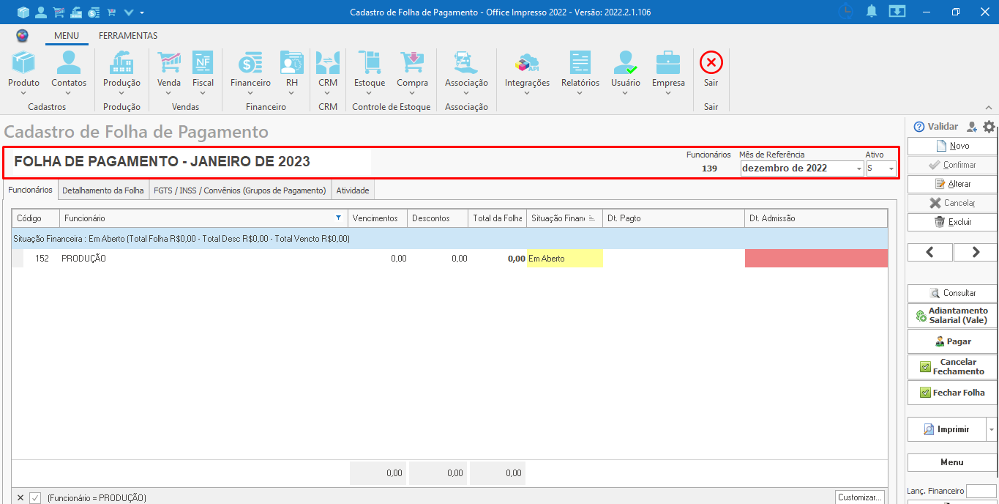 Cadastro de Folha de Pagamento - Office Impresso 2022 - Versão: 2022.2.1.106
MENU FERRAMENTAS
Produto Contatos Produção Venda Fiscal Financeiro RH CRM Estoque Compra Associação Integrações Relatórios Usuário Empresa Sair
Cadastros Produção Vendas Financeiro CRM Controle de Estoque Associação Sair
Cadastro de Folha de Pagamento
FOLHA DE PAGAMENTO - JANEIRO DE 2023
Funcionários Mês de Referência Ativo
139 dezembro de 2022 S
Funcionários Detalhamento da Folha FGTS / INSS / Convênios (Grupos de Pagamento) Atividade
Código Funcionário Vencimentos Descontos Total da Folha Situação Finan Dt. Pagto Dt. Admissão
Situação Financeira : Em Aberto (Total Folha R$0,00 - Total Desc R$0,00 - Total Vencto R$0,00)
152 PRODUÇÃO 0,00 0,00 0,00 Em Aberto
0,00 0,00 0,00
(Funcionário = PRODUÇÃO) Customizar...
Validar
Novo
Confirmar
Alterar
Cancelar
Excluir
Consultar
Adiantamento
Salarial (Vale)
Pagar
Cancelar
Fechamento
Fechar Folha
Imprimir
Menu
Lanç. Financeiro